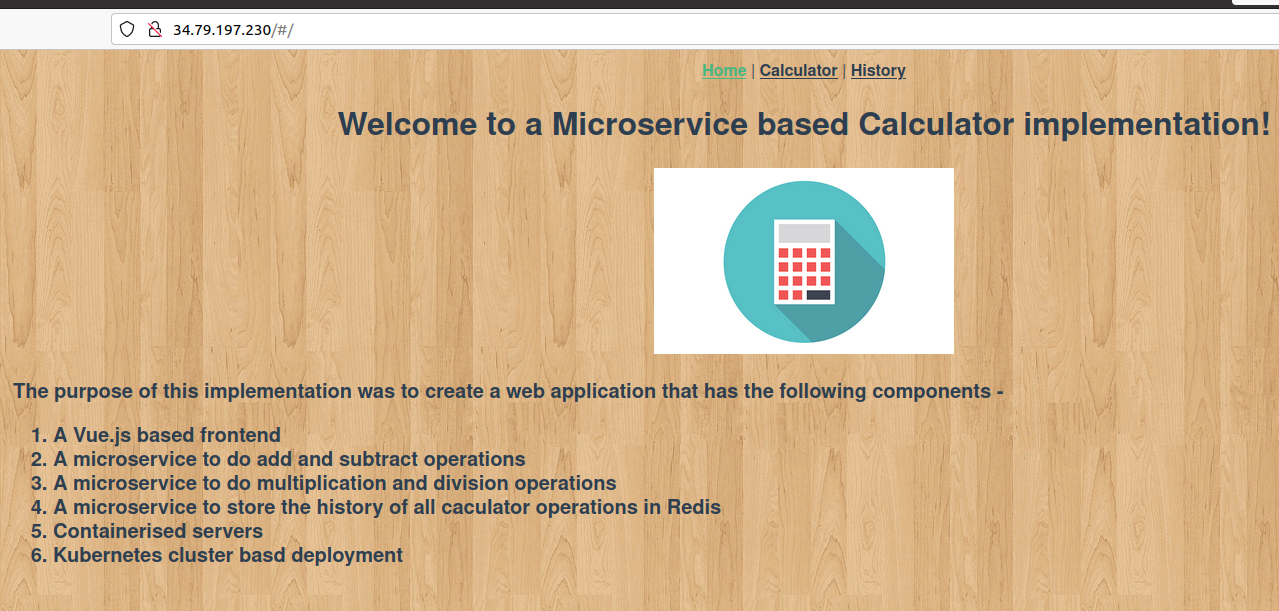 34.79.197.230/#/
Home | Calculator | History
Welcome to a Microservice based Calculator implementation!
The purpose of this implementation was to create a web application that has the following components -
1. A Vue.js based frontend
2. A microservice to do add and subtract operations
3. A microservice to do multiplication and division operations
4. A microservice to store the history of all caculator operations in Redis
5. Containerised servers
6. Kubernetes cluster basd deployment